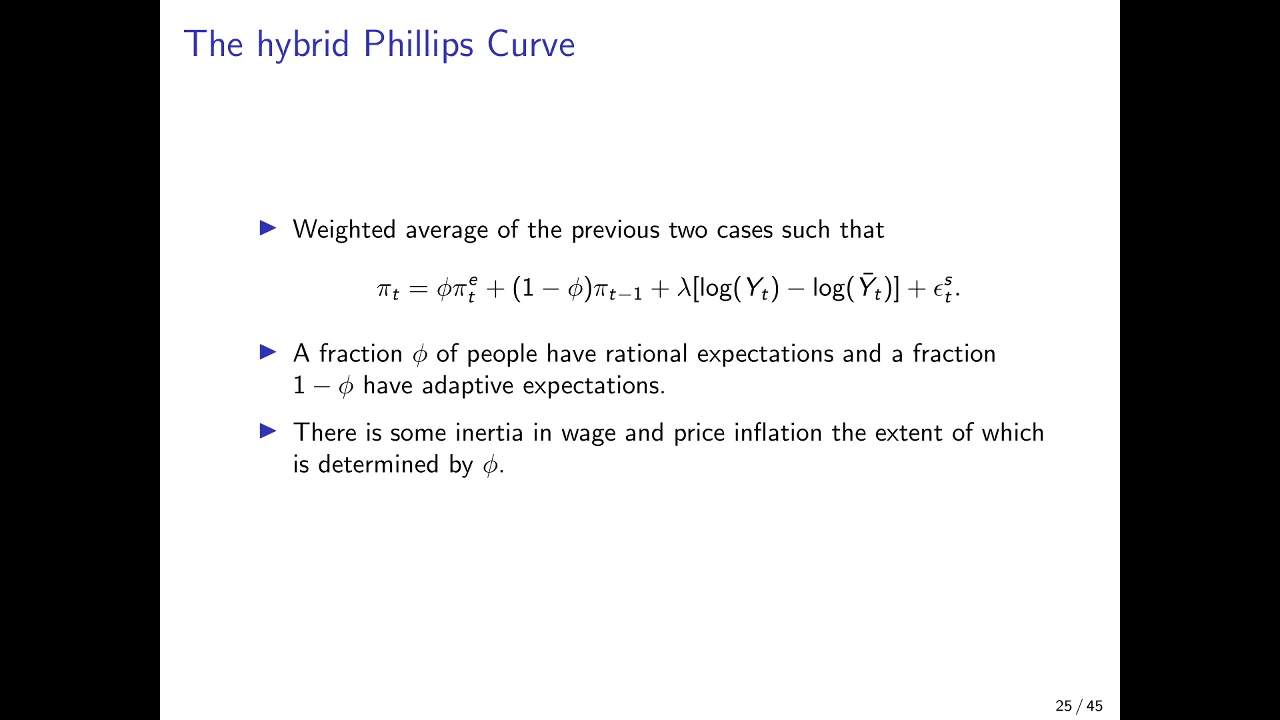 The hybrid Phillips Curve
▶ Weighted average of the previous two cases such that
πₜ = ϕπₜᵉ + (1 − ϕ)πₜ₋₁ + λ[log(Yₜ) − log(Ȳₜ)] + ϵₜˢ.
▶ A fraction ϕ of people have rational expectations and a fraction
1 − ϕ have adaptive expectations.
▶ There is some inertia in wage and price inflation the extent of which
is determined by ϕ.
25 / 45